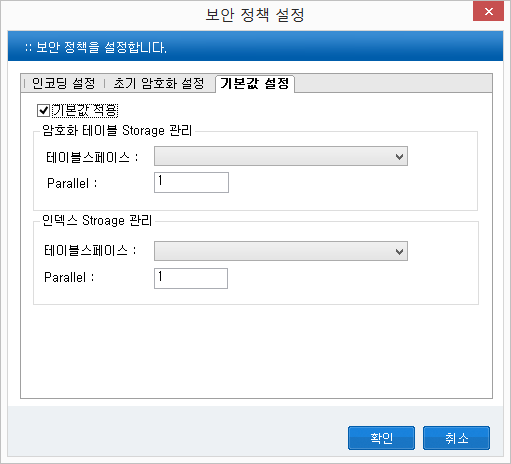 보안 정책 설정
:: 보안 정책을 설정합니다.
인코딩 설정 초기 암호화 설정 기본값 설정
기본값 적용
암호화 테이블 Storage 관리
테이블스페이스 :
Parallel : 1
인덱스 Stroage 관리
테이블스페이스 :
Parallel : 1
확인 취소